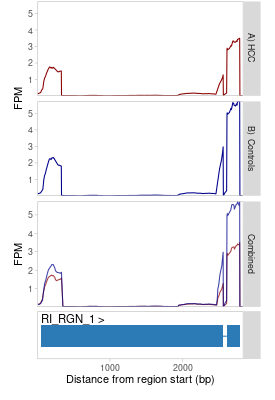 5
4
3
2
1
FPM
A) HCC
5
4
3
2
1
B) Controls
5
4
3
2
1
FPM
Combined
RI_RGN_1 >
1000 2000
Distance from region start (bp)